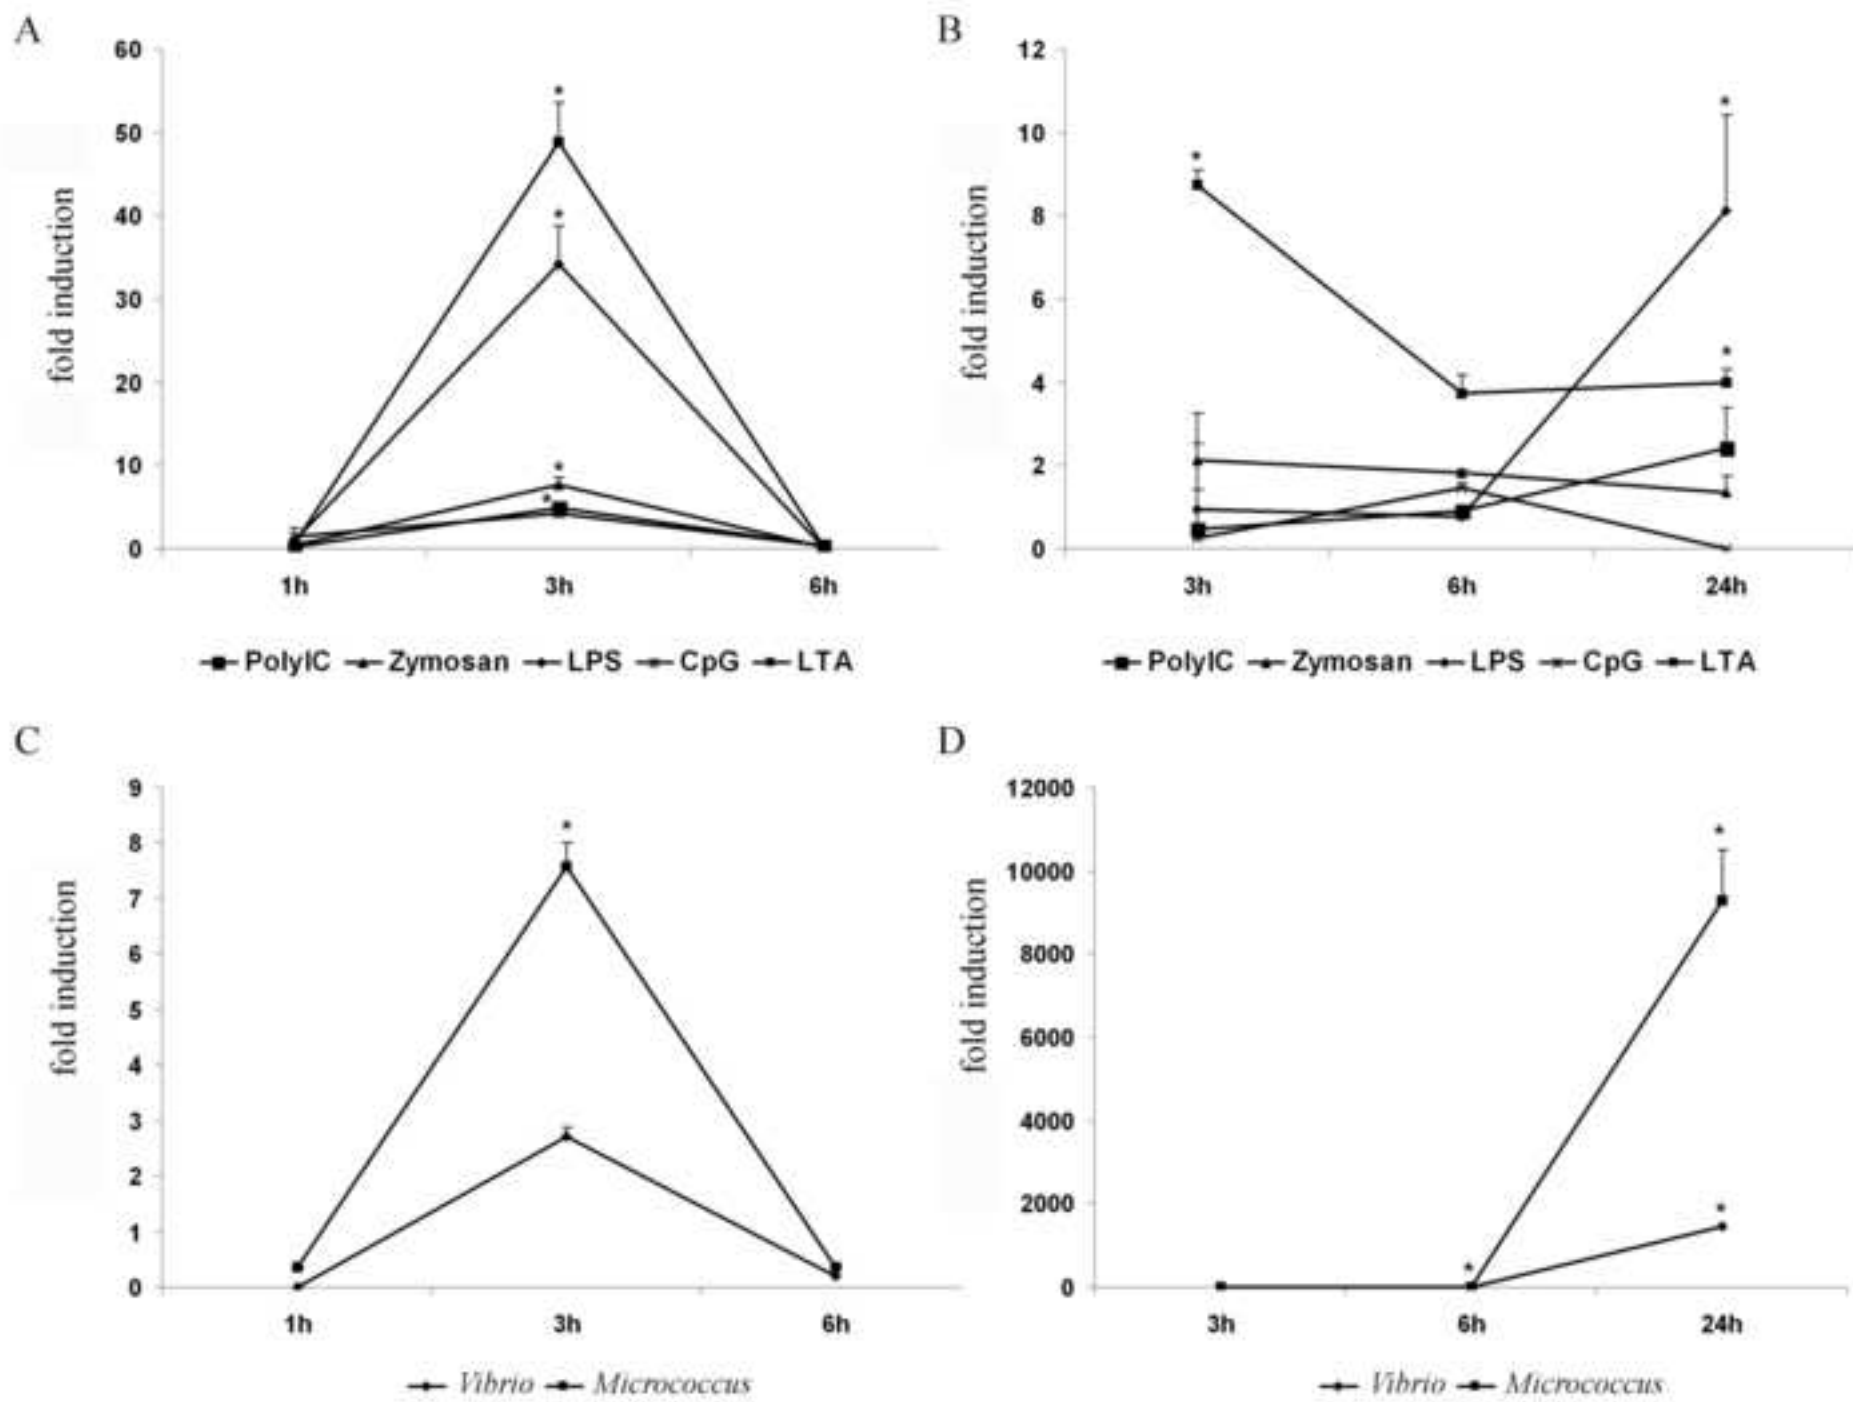 A
60
50
40
30
20
10
0
fold induction
* * * *
1h 3h 6h
PolyIC Zymosan LPS CpG LTA
B
12
10
8
6
4
2
0
fold induction
* * *
3h 6h 24h
PolyIC Zymosan LPS CpG LTA
C
9
8
7
6
5
4
3
2
1
0
fold induction
*
1h 3h 6h
Vibrio Micrococcus
D
12000
10000
8000
6000
4000
2000
0
fold induction
* * *
3h 6h 24h
Vibrio Micrococcus